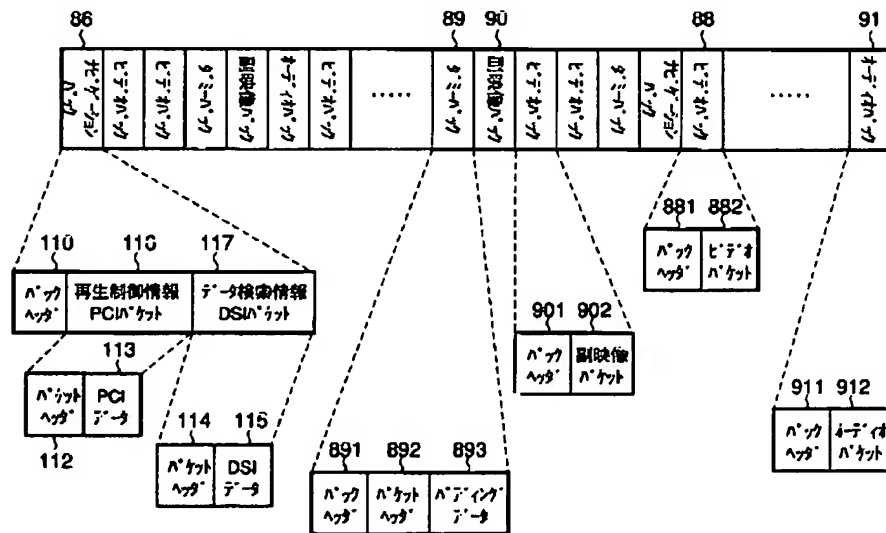 86
89
90
88
91
ナビゲーション
パック
ビデオパック
ビデオパック
ダミーパック
副映像パック
オーディオパック
ビデオパック
.....
ダミーパック
副映像パック
ビデオパック
ビデオパック
ダミーパック
ナビゲーション
パック
ビデオパック
.....
オーディオパック
881
882
パック
ヘッダ
ビデオ
パケット
110
116
117
パック
ヘッダ
再生制御情報
PCIパケット
データ検索情報
DSIパケット
901
902
パック
ヘッダ
副映像
パケット
113
パケット
ヘッダ
PCI
データ
112
114
115
パケット
ヘッダ
DSI
データ
911
912
パック
ヘッダ
オーディオ
パケット
891
892
893
パック
ヘッダ
パケット
ヘッダ
パディング
データ